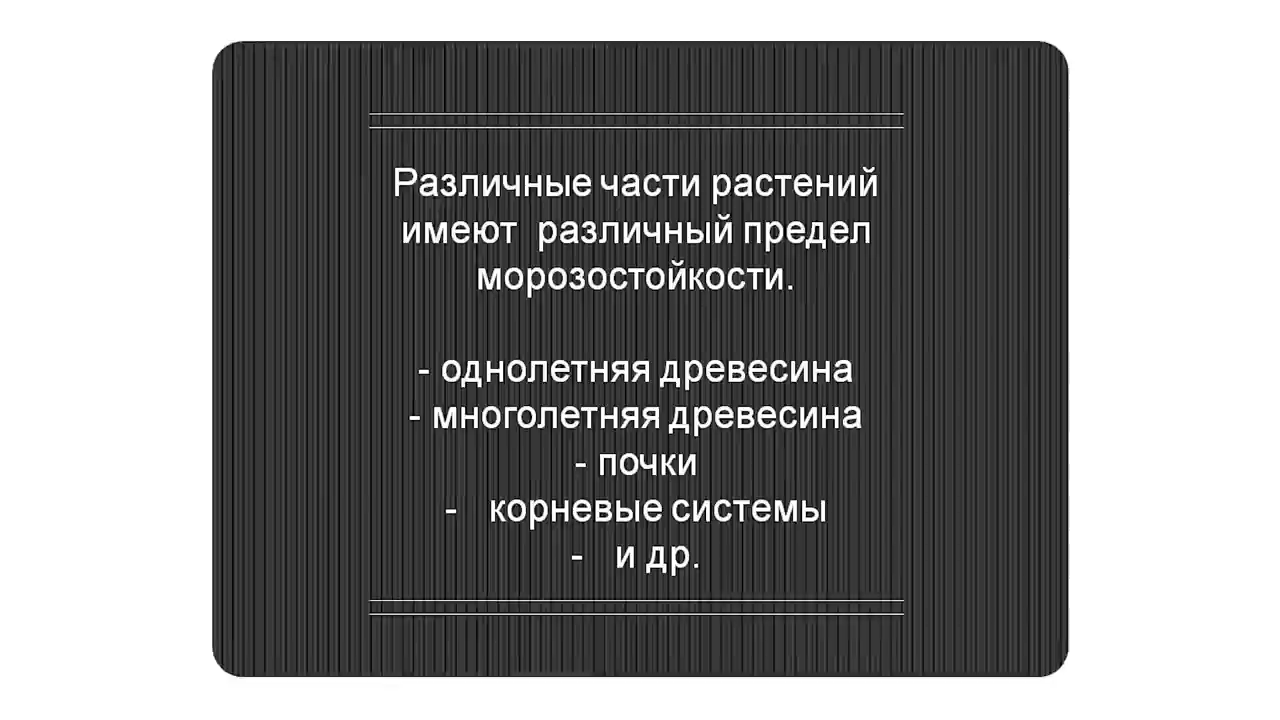 Различные части растений
имеют различный предел
морозостойкости.
- однолетняя древесина
- многолетняя древесина
- почки
- корневые системы
- и др.